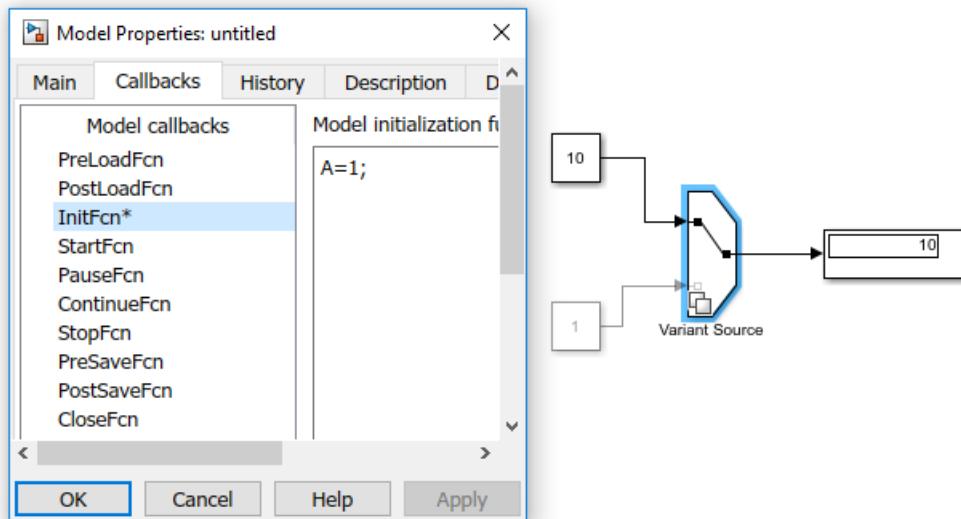 Model Properties: untitled
Main
Callbacks
History
Description
D
Model callbacks
Model initialization fu
PreLoadFcn
PostLoadFcn
InitFcn*
StartFcn
PauseFcn
ContinueFcn
StopFcn
PreSaveFcn
PostSaveFcn
CloseFcn
A=1;
OK
Cancel
Help
Apply
10
1
Variant Source
10